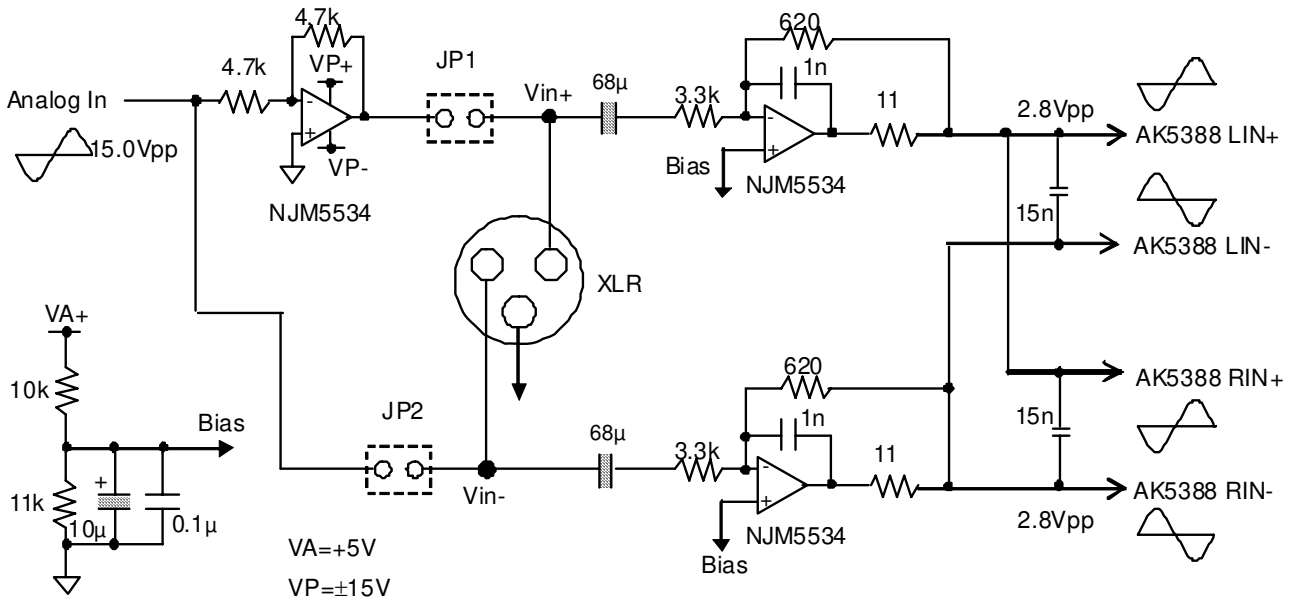 4.7k
620
4.7k
VP+
JP1
1n
Analog In
Vin+
68μ
3.3k
11
2.8Vpp
-
+
15.0Vpp
VP-
-
+
AK5388 LIN+
Bias
NJM5534
NJM5534
15n
AK5388 LIN-
XLR
VA+
620
10k
AK5388 RIN+
JP2
1n
15n
Bias
68μ
3.3k
11
-
+
11k
+
Vin-
AK5388 RIN-
10μ
0.1μ
2.8Vpp
NJM5534
VA=+5V
Bias
VP=±15V